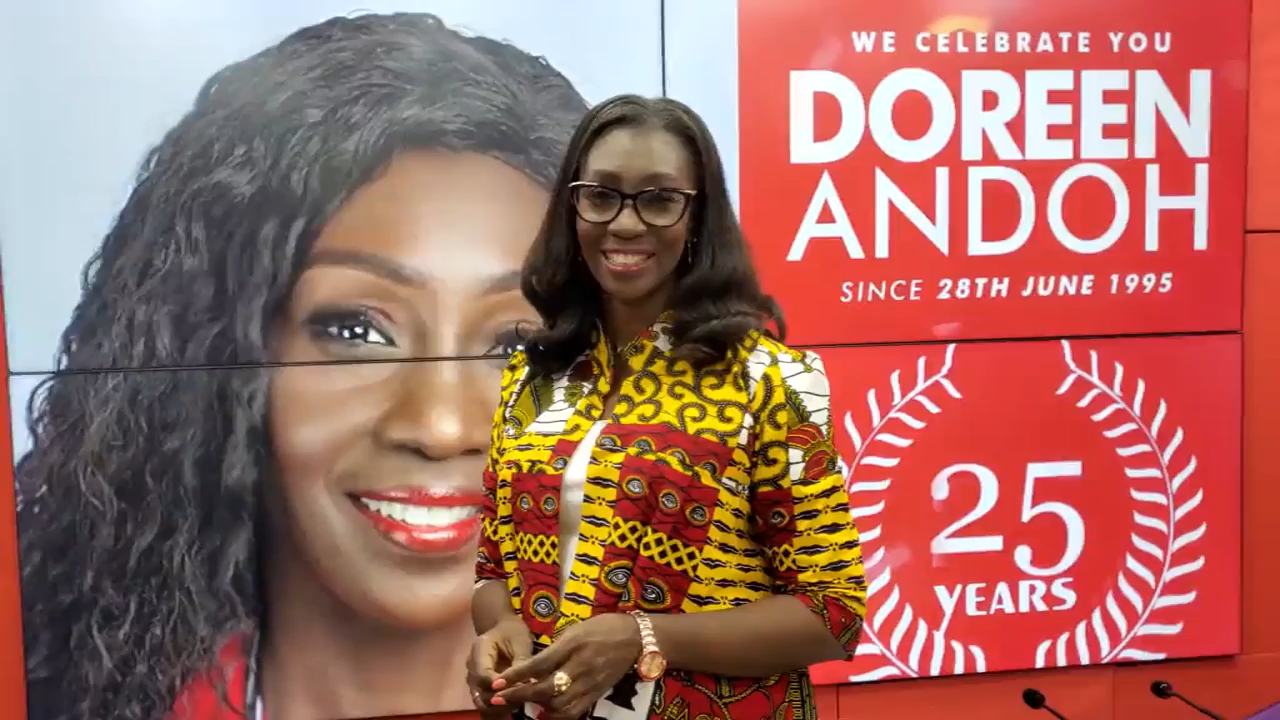 WE CELEBRATE YOU
DOREEN
ANDOH
SINCE 28TH JUNE 1995
25
YEARS